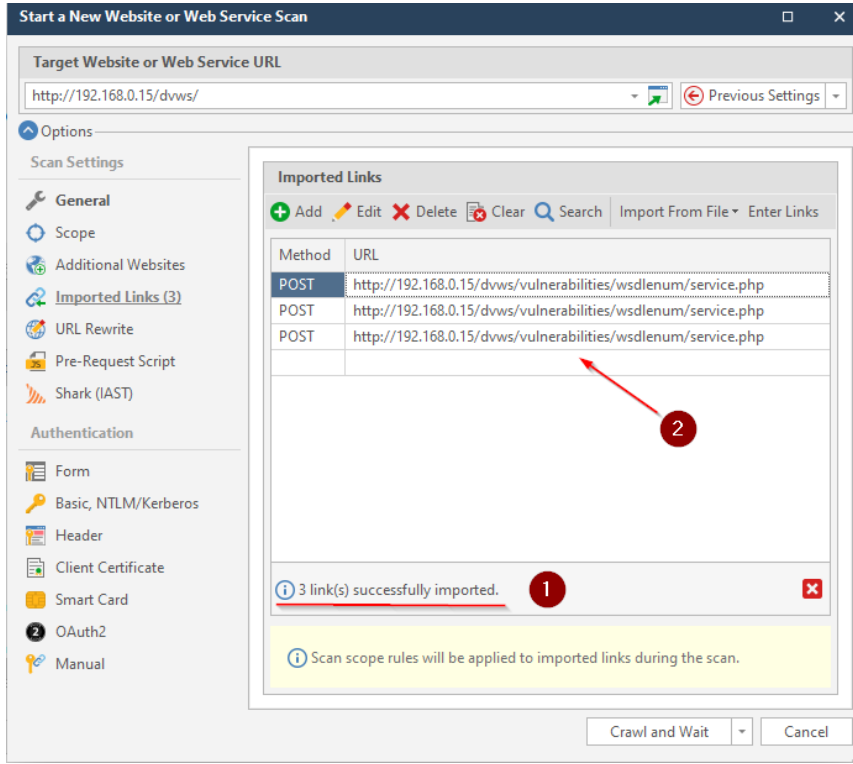 Start a New Website or Web Service Scan
Target Website or Web Service URL
http://192.168.0.15/dvws/
Previous Settings
Options
Scan Settings
General
Scope
Additional Websites
Imported Links (3)
URL Rewrite
JS
Pre-Request Script
Shark (IAST)
Authentication
Form
Basic, NTLM/Kerberos
Header
Client Certificate
Smart Card
2
OAuth2
Manual
Imported Links
Add Edit Delete Clear Search Import From File Enter Links
Method URL
POST http://192.168.0.15/dvws/vulnerabilities/wsdlenum/service.php
POST http://192.168.0.15/dvws/vulnerabilities/wsdlenum/service.php
POST http://192.168.0.15/dvws/vulnerabilities/wsdlenum/service.php
2
3 link(s) successfully imported. 1
Scan scope rules will be applied to imported links during the scan.
Crawl and Wait Cancel